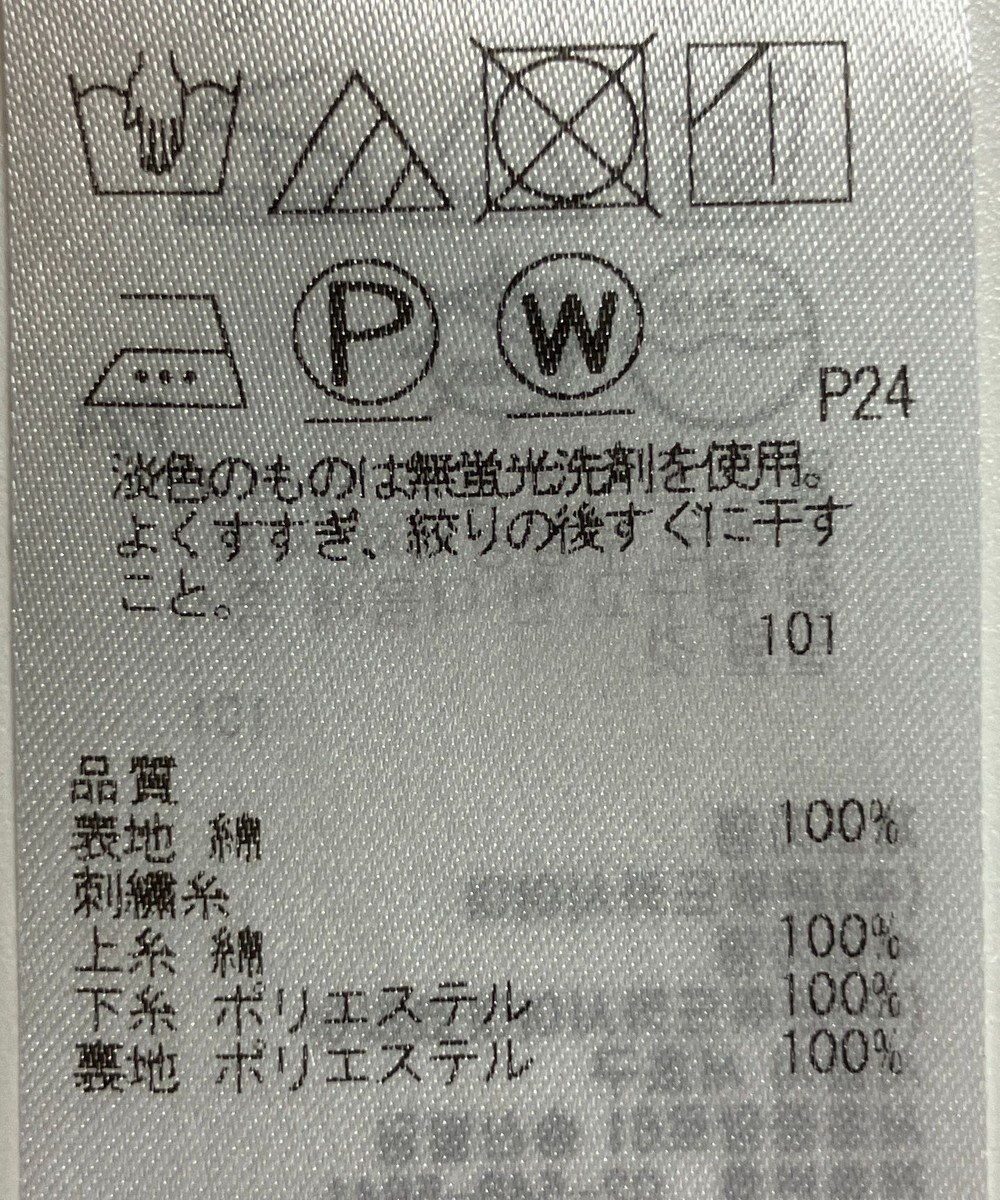 P W P24
淡色のものは無蛍光洗剤を使用。
よくすすぎ、絞りの後すぐに干す
こと。
101
品質
表地 綿 100%
刺繍糸
上糸 綿 100%
下糸 ポリエステル 100%
裏地 ポリエステル 100%